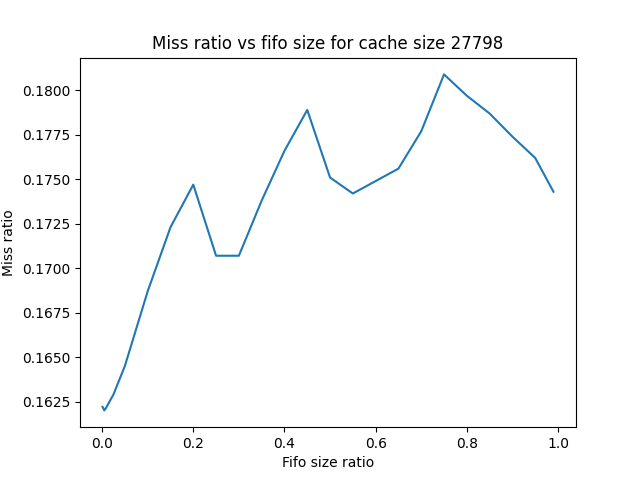 Miss ratio vs fifo size for cache size 27798
0.1800
0.1775
0.1750
0.1725
0.1700
0.1675
0.1650
0.1625
Miss ratio
0.0 0.2 0.4 0.6 0.8 1.0
Fifo size ratio